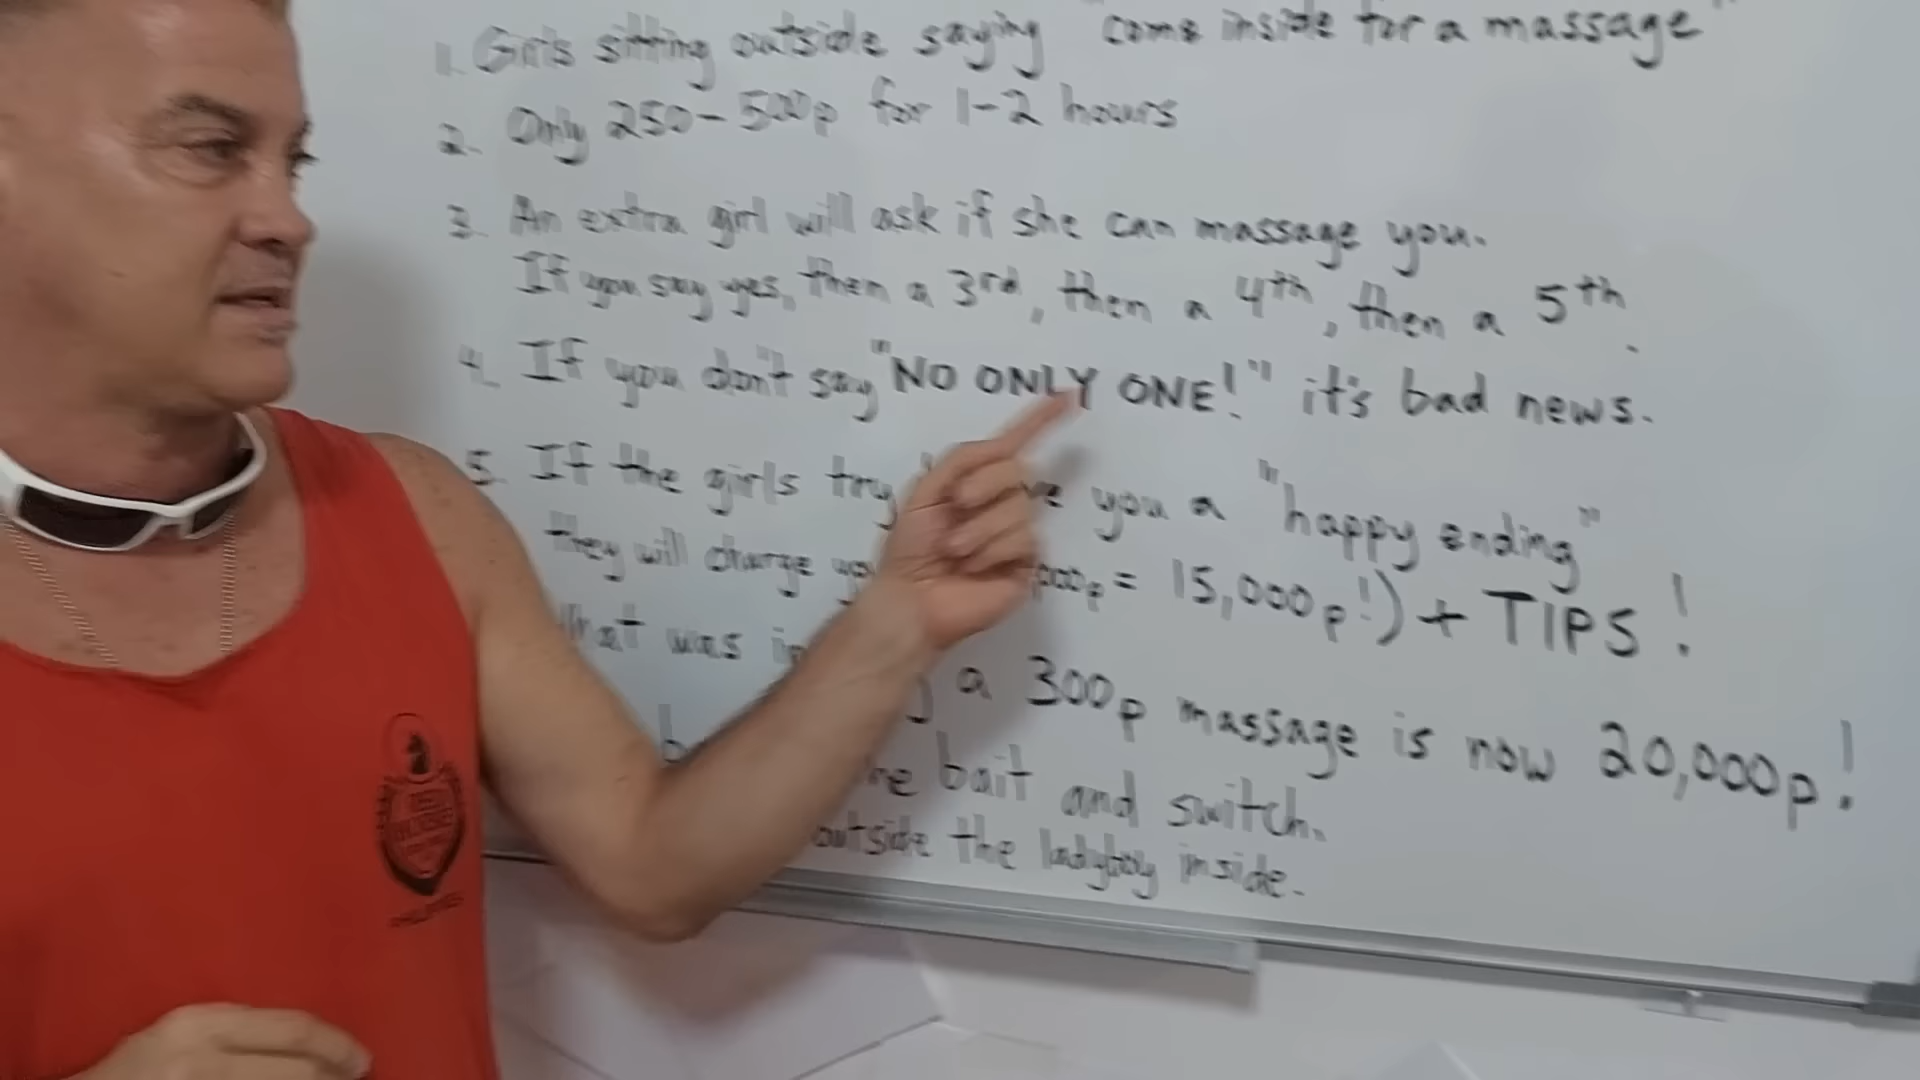 1. Girls sitting outside saying "come inside for a massage"
2. Only 250-500p for 1-2 hours
3. An extra girl will ask if she can massage you.
If you say yes, then a 3rd, then a 4th, then a 5th.
4. If you don't say "NO ONLY ONE!" it's bad news.
5. If the girls try you a "happy ending"
they will charge = 15,000p!) + TIPS!
What was a 300p massage is now 20,000p!
bait and switch.
outside the ladyboy inside.
PHILIPPINES